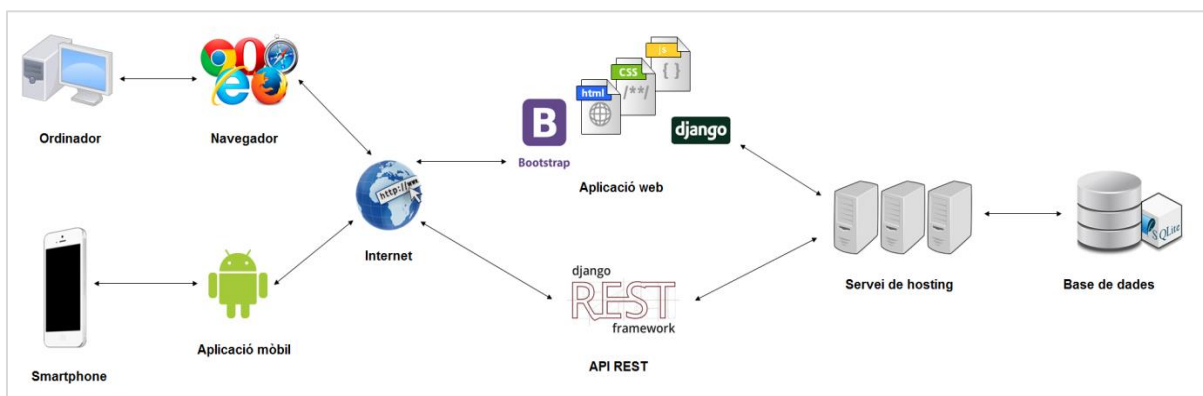 Ordinador
Navegador
http://www
Internet
Smartphone
Aplicació mòbil
B
Bootstrap
html
CSS
/**/
js
{ }
django
Aplicació web
django
REST
framework
API REST
Servei de hosting
SQLite
Base de dades